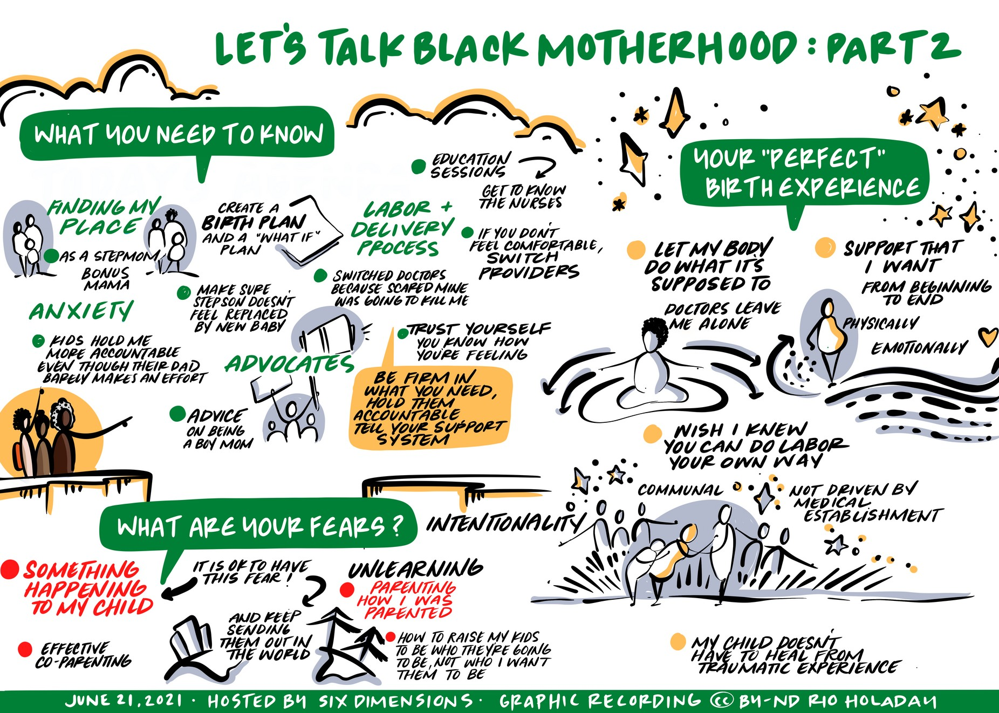 LET'S TALK BLACK MOTHERHOOD : PART 2
WHAT YOU NEED TO KNOW
FINDING MY
PLACE
AS A STEPMOM,
BONUS
MAMA
CREATE A
BIRTH PLAN
AND A "WHAT IF"
PLAN
MAKE SURE
STEPSON DOESN'T
FEEL REPLACED
BY NEW BABY
ANXIETY
KIDS HOLD ME
MORE ACCOUNTABLE
EVEN THOUGH THEIR DAD
BARELY MAKES AN EFFORT
ADVOCATES
ADVICE
ON BEING
A BOY MOM
LABOR +
DELIVERY
PROCESS
EDUCATION
SESSIONS
GET TO KNOW
THE NURSES
IF YOU DON'T
FEEL COMFORTABLE,
SWITCH
PROVIDERS
SWITCHED DOCTORS
BECAUSE SCARED MINE
WAS GOING TO KILL ME
TRUST YOURSELF
YOU KNOW HOW
YOU'RE FEELING
BE FIRM IN
WHAT YOU NEED,
HOLD THEM
ACCOUNTABLE
TELL YOUR SUPPORT
SYSTEM
YOUR "PERFECT"
BIRTH EXPERIENCE
LET MY BODY
DO WHAT IT'S
SUPPOSED TO
DOCTORS LEAVE
ME ALONE
SUPPORT THAT
I WANT
FROM BEGINNING
TO END
PHYSICALLY
EMOTIONALLY
WISH I KNEW
YOU CAN DO LABOR
YOUR OWN WAY
COMMUNAL
NOT DRIVEN BY
MEDICAL
ESTABLISHMENT
MY CHILD DOESN'T
HAVE TO HEAL FROM
TRAUMATIC EXPERIENCE
WHAT ARE YOUR FEARS?
INTENTIONALITY
SOMETHING
HAPPENING
TO MY CHILD
IT IS OK TO HAVE
THIS FEAR!
AND KEEP
SENDING
THEM OUT IN
THE WORLD
EFFECTIVE
CO-PARENTING
UNLEARNING
PARENTING
HOW I WAS
PARENTED
HOW TO RAISE MY KIDS
TO BE WHO THEY'RE GOING
TO BE, NOT WHO I WANT
THEM TO BE
JUNE 21, 2021 · HOSTED BY SIX DIMENSIONS · GRAPHIC RECORDING CC BY-ND RIO HOLADAY